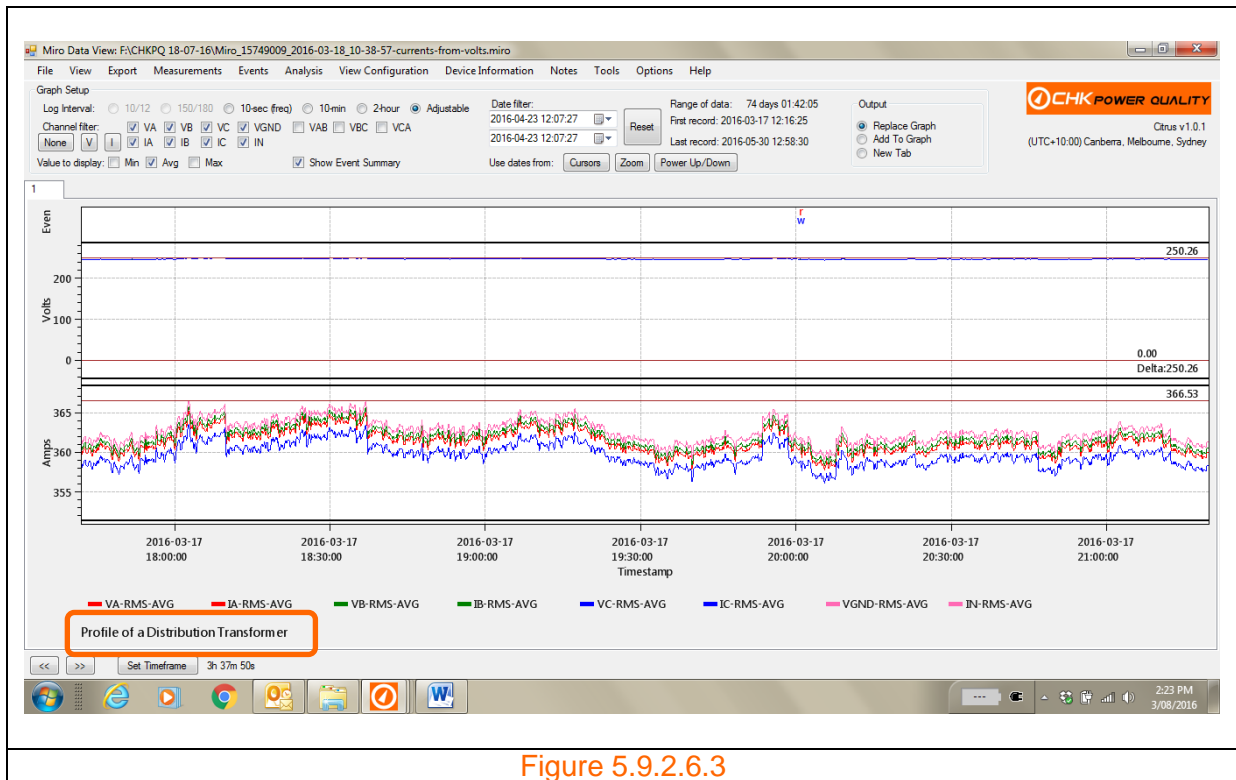 Miro Data View: F:\CHKPQ 18-07-16\Miro_15749009_2016-03-18_10-38-57-currents-from-volts.miro
File View Export Measurements Events Analysis View Configuration Device Information Notes Tools Options Help
Graph Setup
Log Interval: 10/12 150/180 10-sec (freq) 10-min 2-hour Adjustable
Channel filter: VA VB VC VGND VAB VBC VCA
None V I IA IB IC IN
Value to display: Min Avg Max Show Event Summary
Date filter:
2016-04-23 12:07:27
2016-04-23 12:07:27
Reset
Use dates from: Cursors Zoom Power Up/Down
Range of data: 74 days 01:42:05
First record: 2016-03-17 12:16:25
Last record: 2016-05-30 12:58:30
Output
Replace Graph
Add To Graph
New Tab
CHK POWER QUALITY
Citrus v1.0.1
(UTC+10:00) Canberra, Melbourne, Sydney
1
Even
r
w
Volts
200
100
0
250.26
0.00
Delta:250.26
Amps
365
360
355
366.53
2016-03-17 2016-03-17 2016-03-17 2016-03-17 2016-03-17 2016-03-17 2016-03-17
18:00:00 18:30:00 19:00:00 19:30:00 20:00:00 20:30:00 21:00:00
Timestamp
VA-RMS-AVG IA-RMS-AVG VB-RMS-AVG IB-RMS-AVG VC-RMS-AVG IC-RMS-AVG VGND-RMS-AVG IN-RMS-AVG
Profile of a Distribution Transformer
<< >> Set Timeframe 3h 37m 50s
2:23 PM
3/08/2016
Figure 5.9.2.6.3